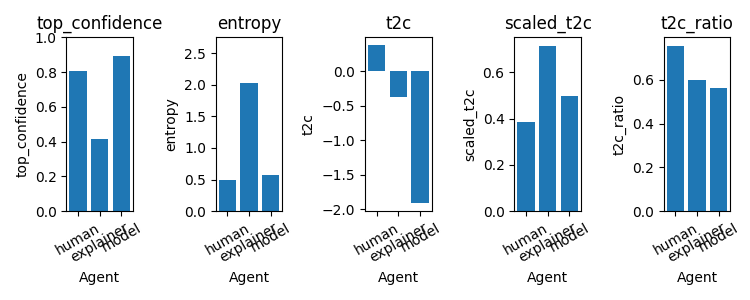 top_confidence
top_confidence
1.0
0.8
0.6
0.4
0.2
0.0
human
explainer
model
Agent
entropy
entropy
2.5
2.0
1.5
1.0
0.5
0.0
human
explainer
model
Agent
t2c
t2c
0.0
−0.5
−1.0
−1.5
−2.0
human
explainer
model
Agent
scaled_t2c
scaled_t2c
0.6
0.4
0.2
0.0
human
explainer
model
Agent
t2c_ratio
t2c_ratio
0.6
0.4
0.2
0.0
human
explainer
model
Agent